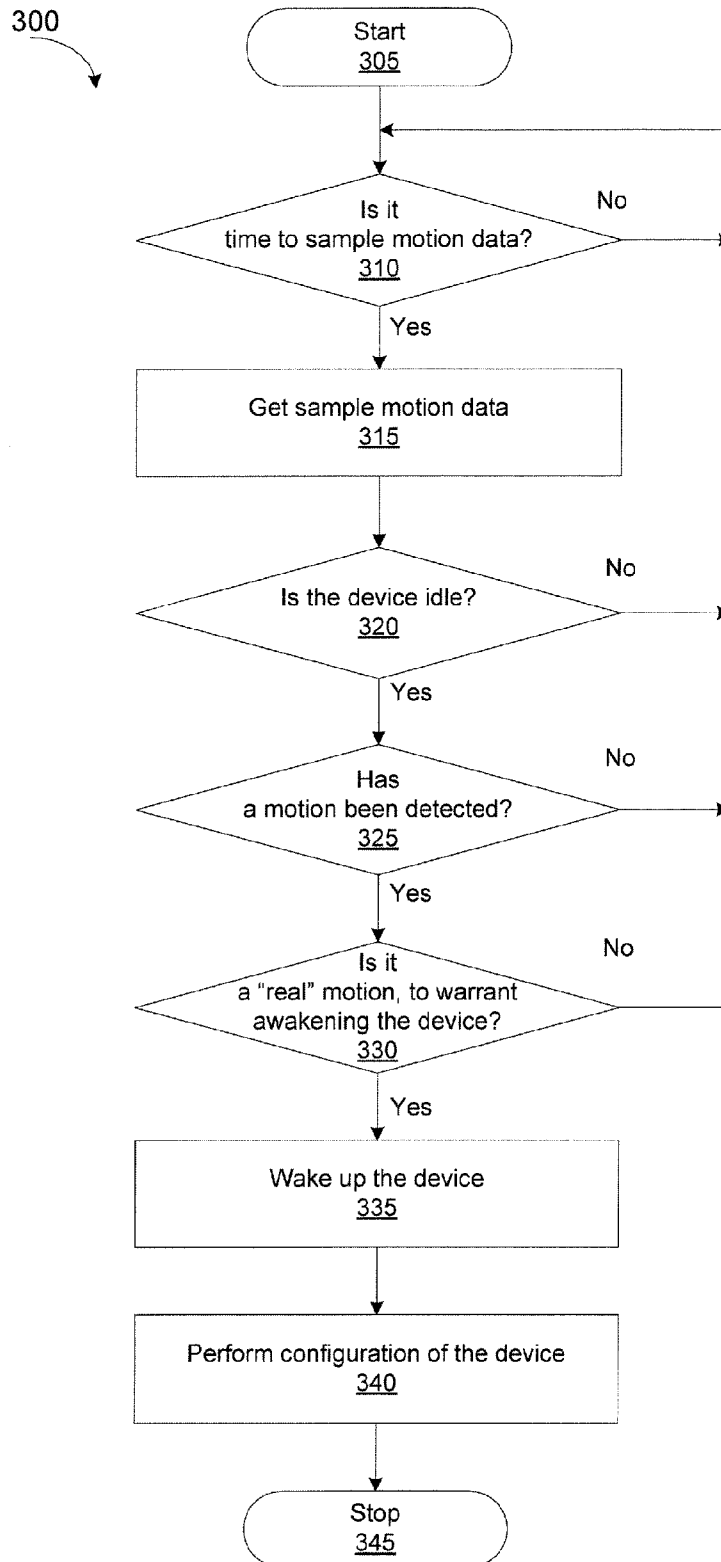 300
Start
305
Is it
time to sample motion data?
310
No
Yes
Get sample motion data
315
Is the device idle?
320
No
Yes
Has
a motion been detected?
325
No
Yes
Is it
a “real” motion, to warrant
awakening the device?
330
No
Yes
Wake up the device
335
Perform configuration of the device
340
Stop
345